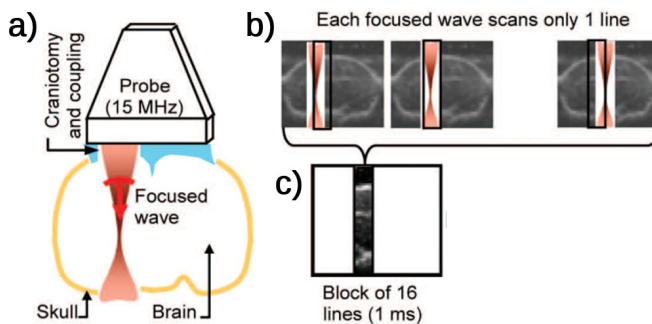 a)
Craniotomy
and coupling
Probe
(15 MHz)
Focused
wave
Skull
Brain
b)
Each focused wave scans only 1 line
c)
Block of 16
lines (1 ms)